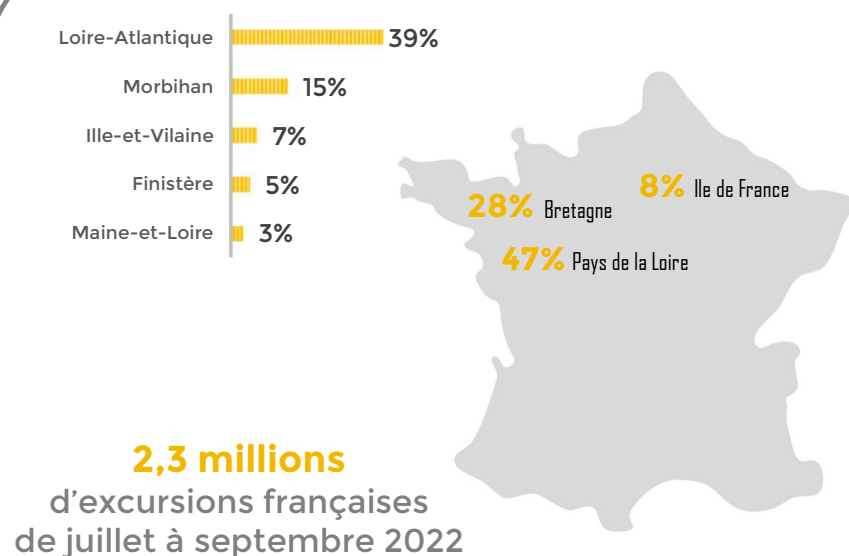 Loire-Atlantique 39%
Morbihan 15%
Ille-et-Vilaine 7%
Finistère 5%
Maine-et-Loire 3%
8% Ile de France
28% Bretagne
47% Pays de la Loire
2,3 millions
d'excursions françaises
de juillet à septembre 2022